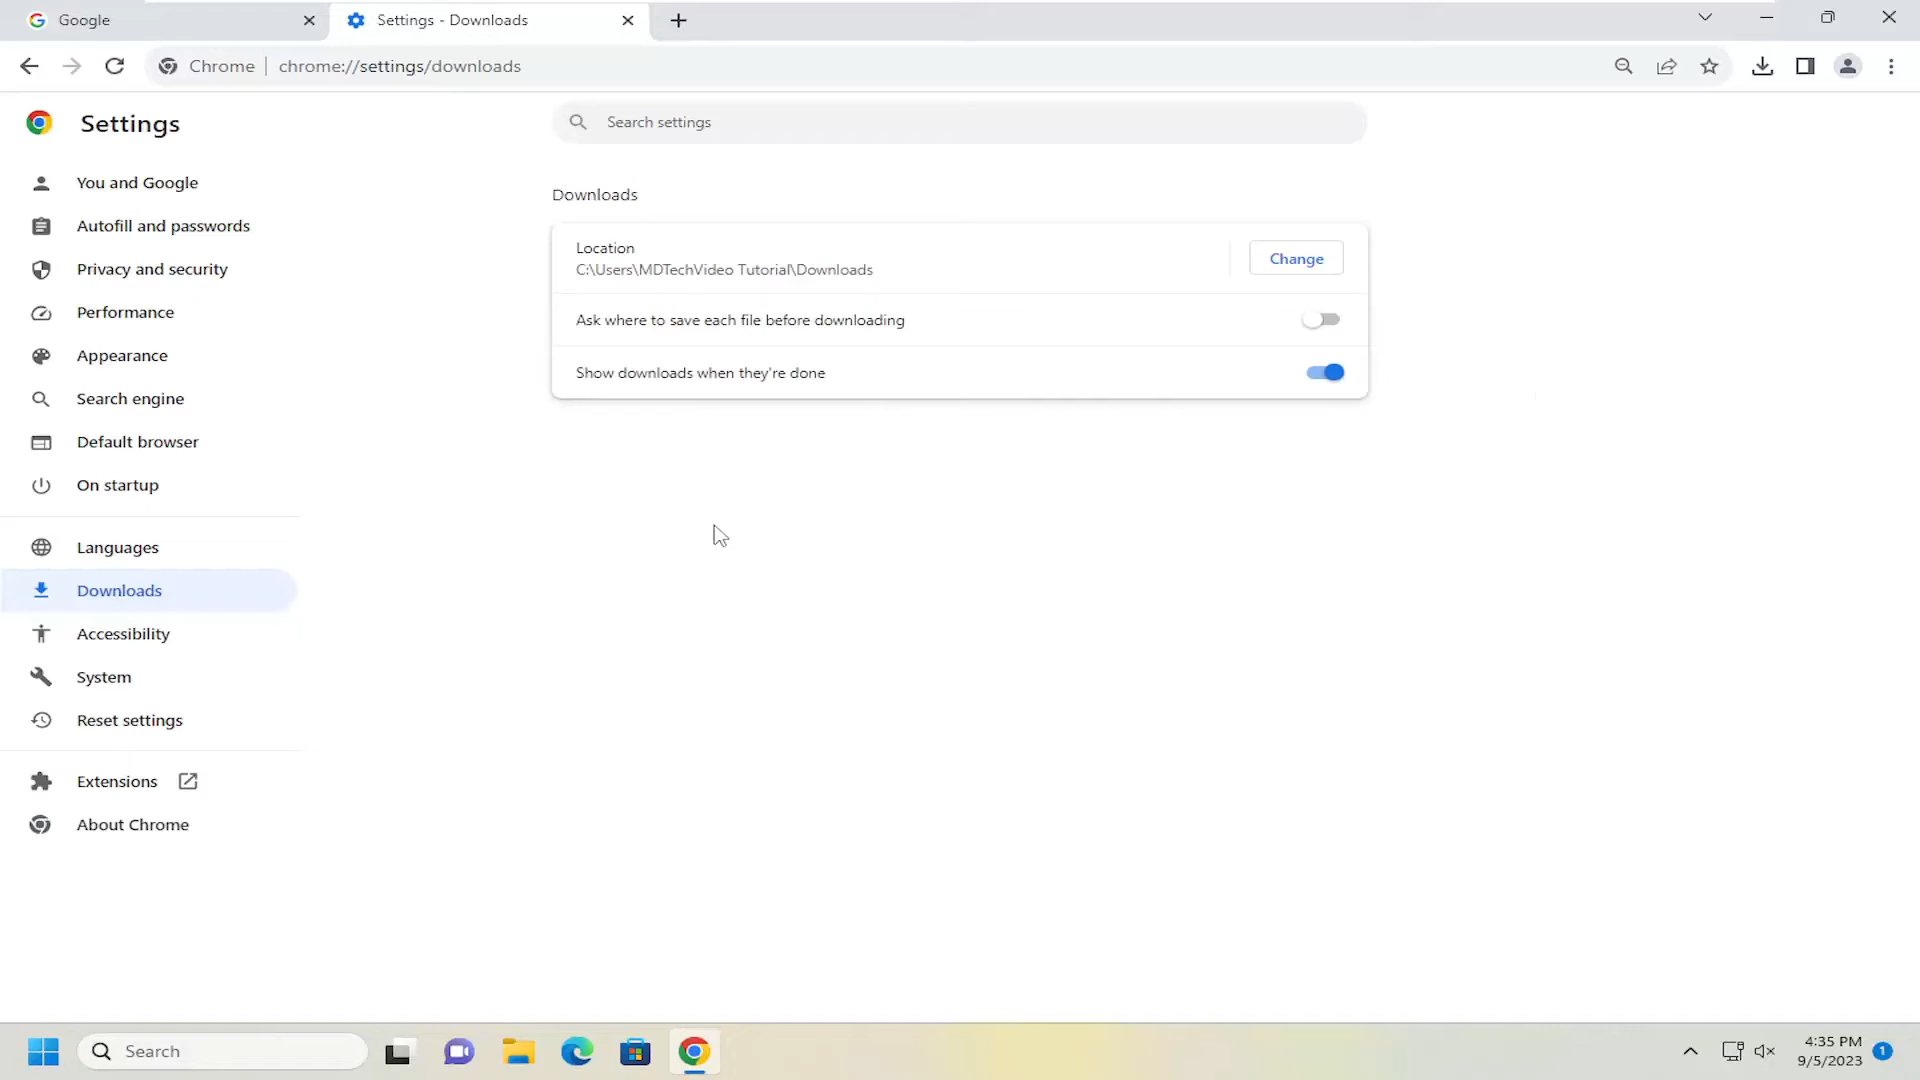 Google
Settings - Downloads
Chrome
chrome://settings/downloads
Settings
Search settings
You and Google
Autofill and passwords
Privacy and security
Performance
Appearance
Search engine
Default browser
On startup
Languages
Downloads
Accessibility
System
Reset settings
Extensions
About Chrome
Downloads
Location
C:\Users\MDTechVideo Tutorial\Downloads
Change
Ask where to save each file before downloading
Show downloads when they're done
Search
4:35 PM
9/5/2023
1